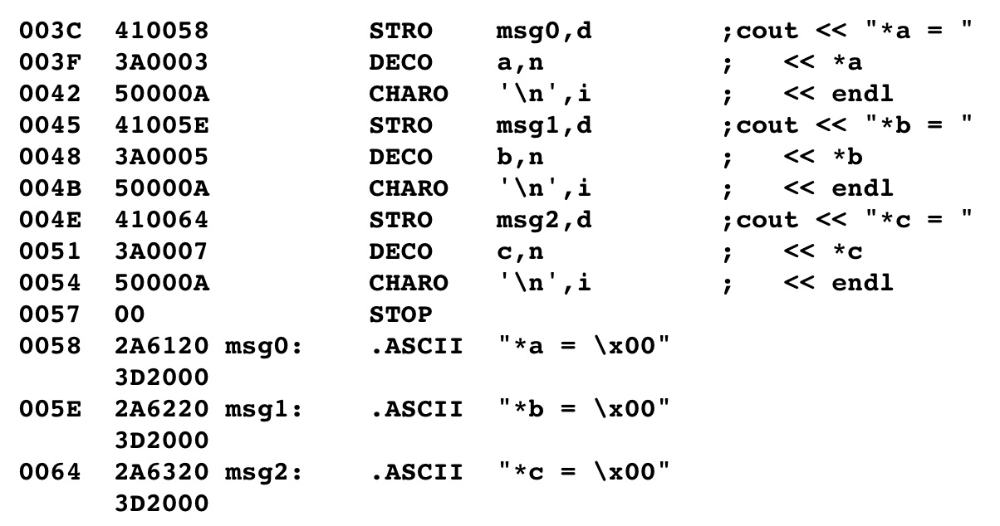 003C  410058          STRO    msg0,d        ;cout << "*a = "
003F  3A0003          DECO    a,n           ;   << *a
0042  50000A          CHARO   '\n',i        ;   << endl
0045  41005E          STRO    msg1,d        ;cout << "*b = "
0048  3A0005          DECO    b,n           ;   << *b
004B  50000A          CHARO   '\n',i        ;   << endl
004E  410064          STRO    msg2,d        ;cout << "*c = "
0051  3A0007          DECO    c,n           ;   << *c
0054  50000A          CHARO   '\n',i        ;   << endl
0057  00              STOP
0058  2A6120 msg0:    .ASCII  "*a = \x00"
      3D2000
005E  2A6220 msg1:    .ASCII  "*b = \x00"
      3D2000
0064  2A6320 msg2:    .ASCII  "*c = \x00"
      3D2000